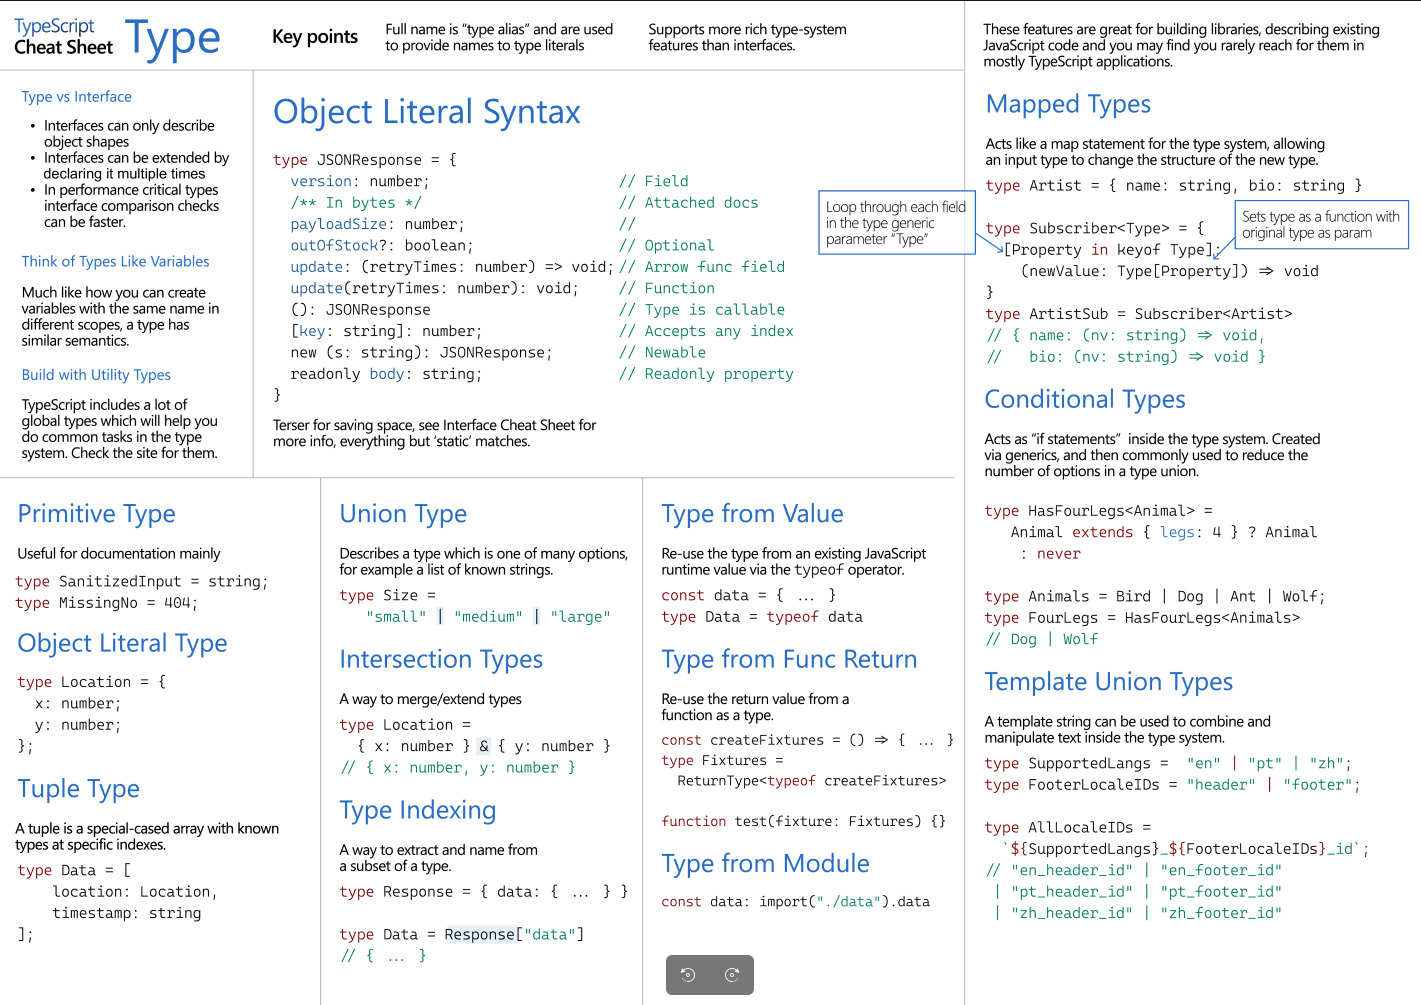 TypeScript
Cheat Sheet
Type
Key points
Full name is “type alias” and are used
to provide names to type literals
Supports more rich type-system
features than interfaces.
Type vs Interface
• Interfaces can only describe
object shapes
• Interfaces can be extended by
declaring it multiple times
• In performance critical types
interface comparison checks
can be faster.
Think of Types Like Variables
Much like how you can create
variables with the same name in
different scopes, a type has
similar semantics.
Build with Utility Types
TypeScript includes a lot of
global types which will help you
do common tasks in the type
system. Check the site for them.
Object Literal Syntax
type JSONResponse = {
version: number; // Field
/** In bytes */ // Attached docs
payloadSize: number; //
outOfStock?: boolean; // Optional
update: (retryTimes: number) => void; // Arrow func field
update(retryTimes: number): void; // Function
(): JSONResponse // Type is callable
[key: string]: number; // Accepts any index
new (s: string): JSONResponse; // Newable
readonly body: string; // Readonly property
}
Terser for saving space, see Interface Cheat Sheet for
more info, everything but ‘static’ matches.
Primitive Type
Useful for documentation mainly
type SanitizedInput = string;
type MissingNo = 404;
Object Literal Type
type Location = {
x: number;
y: number;
};
Tuple Type
A tuple is a special-cased array with known
types at specific indexes.
type Data = [
location: Location,
timestamp: string
];
Union Type
Describes a type which is one of many options,
for example a list of known strings.
type Size =
"small" | "medium" | "large"
Intersection Types
A way to merge/extend types
type Location =
{ x: number } & { y: number }
// { x: number, y: number }
Type Indexing
A way to extract and name from
a subset of a type.
type Response = { data: { ... } }
type Data = Response["data"]
// { ... }
Type from Value
Re-use the type from an existing JavaScript
runtime value via the typeof operator.
const data = { ... }
type Data = typeof data
Type from Func Return
Re-use the return value from a
function as a type.
const createFixtures = () => { ... }
type Fixtures =
ReturnType<typeof createFixtures>
function test(fixture: Fixtures) {}
Type from Module
const data: import("./data").data
These features are great for building libraries, describing existing
JavaScript code and you may find you rarely reach for them in
mostly TypeScript applications.
Mapped Types
Acts like a map statement for the type system, allowing
an input type to change the structure of the new type.
type Artist = { name: string, bio: string }
Loop through each field
in the type generic
parameter “Type”
Sets type as a function with
original type as param
type Subscriber<Type> = {
[Property in keyof Type]:
(newValue: Type[Property]) => void
}
type ArtistSub = Subscriber<Artist>
// { name: (nv: string) => void,
// bio: (nv: string) => void }
Conditional Types
Acts as “if statements” inside the type system. Created
via generics, and then commonly used to reduce the
number of options in a type union.
type HasFourLegs<Animal> =
Animal extends { legs: 4 } ? Animal
: never
type Animals = Bird | Dog | Ant | Wolf;
type FourLegs = HasFourLegs<Animals>
// Dog | Wolf
Template Union Types
A template string can be used to combine and
manipulate text inside the type system.
type SupportedLangs = "en" | "pt" | "zh";
type FooterLocaleIDs = "header" | "footer";
type AllLocaleIDs =
`${SupportedLangs}_${FooterLocaleIDs}_id`;
// "en_header_id" | "en_footer_id"
| "pt_header_id" | "pt_footer_id"
| "zh_header_id" | "zh_footer_id"